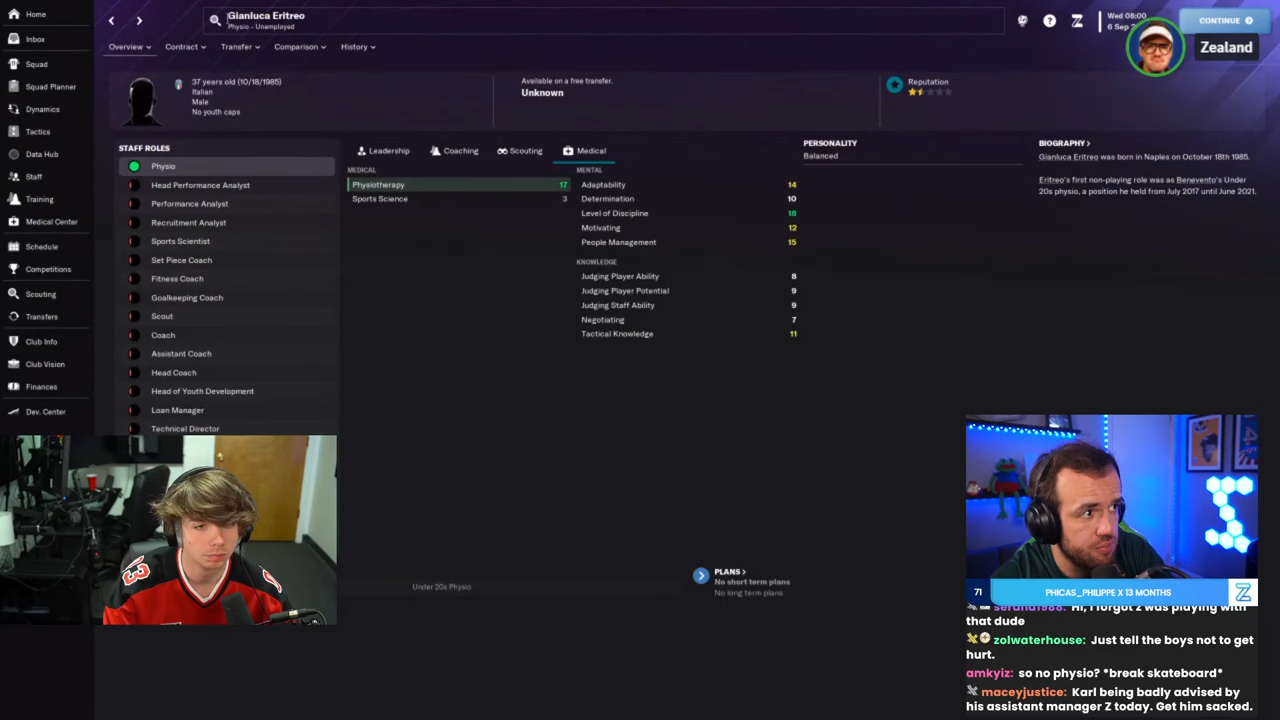 Home
Inbox
Squad
Squad Planner
Dynamics
Tactics
Data Hub
Staff
Training
Medical Center
Schedule
Competitions
Scouting
Transfers
Club Info
Club Vision
Finances
Dev. Center
Gianluca Eritreo
Physio - Unemployed
Wed 08:00
6 Sep
CONTINUE
Zealand
Overview
Contract
Transfer
Comparison
History
37 years old (10/18/1985)
Italian
Male
No youth caps
Available on a free transfer.
Unknown
Reputation
STAFF ROLES
Physio
Head Performance Analyst
Performance Analyst
Recruitment Analyst
Sports Scientist
Set Piece Coach
Fitness Coach
Goalkeeping Coach
Scout
Coach
Assistant Coach
Head Coach
Head of Youth Development
Loan Manager
Technical Director
Leadership
Coaching
Scouting
Medical
MEDICAL
Physiotherapy 17
Sports Science 3
MENTAL
Adaptability 14
Determination 10
Level of Discipline 18
Motivating 12
People Management 15
KNOWLEDGE
Judging Player Ability 8
Judging Player Potential 9
Judging Staff Ability 9
Negotiating 7
Tactical Knowledge 11
PERSONALITY
Balanced
BIOGRAPHY >
Gianluca Eritreo was born in Naples on October 18th 1985.
Eritreo's first non-playing role was as Benevento's Under
20s physio, a position he held from July 2017 until June 2021.
Under 20s Physio
PLANS >
No short term plans
No long term plans
71 PHICAS_PHILIPPE X 13 MONTHS
Hi, I forgot Z was playing with
that dude
zolwaterhouse: Just tell the boys not to get
hurt.
amkyiz: so no physio? *break skateboard*
maceyjustice: Karl being badly advised by
his assistant manager Z today. Get him sacked.